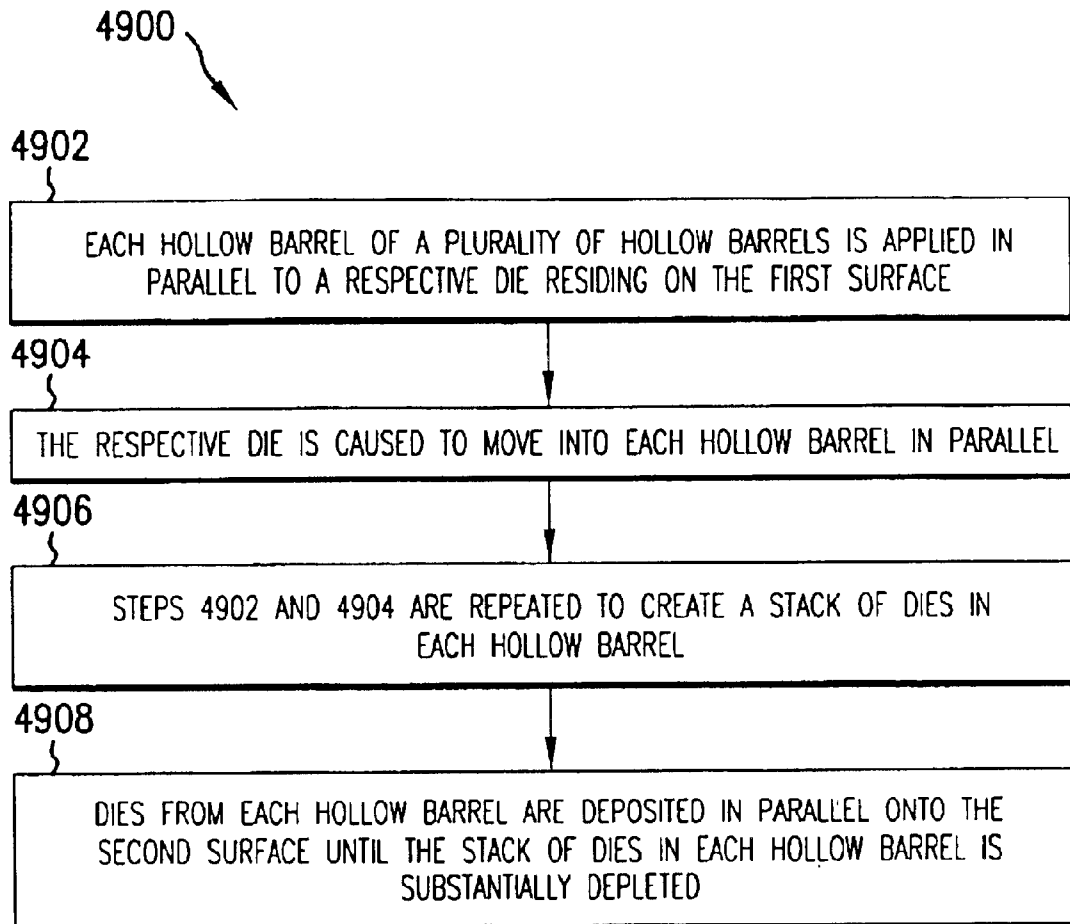 4900
4902
EACH HOLLOW BARREL OF A PLURALITY OF HOLLOW BARRELS IS APPLIED IN
PARALLEL TO A RESPECTIVE DIE RESIDING ON THE FIRST SURFACE
4904
THE RESPECTIVE DIE IS CAUSED TO MOVE INTO EACH HOLLOW BARREL IN PARALLEL
4906
STEPS 4902 AND 4904 ARE REPEATED TO CREATE A STACK OF DIES IN
EACH HOLLOW BARREL
4908
DIES FROM EACH HOLLOW BARREL ARE DEPOSITED IN PARALLEL ONTO THE
SECOND SURFACE UNTIL THE STACK OF DIES IN EACH HOLLOW BARREL IS
SUBSTANTIALLY DEPLETED